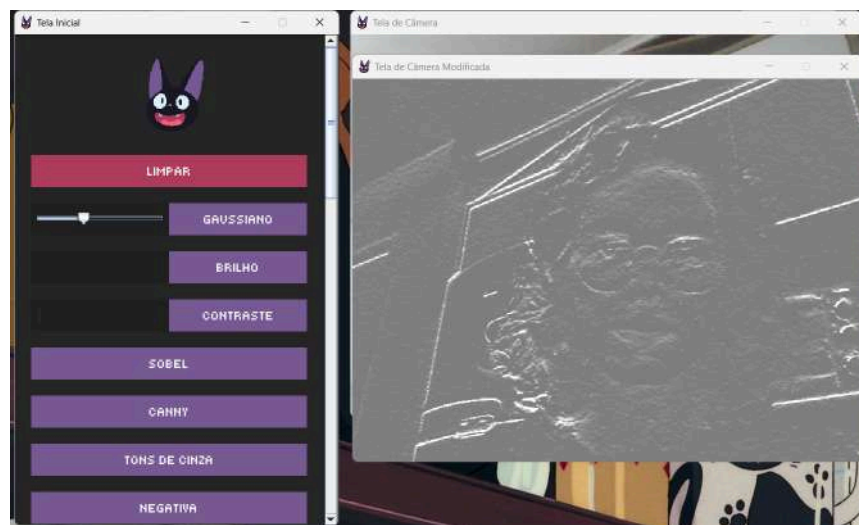 Tela Inicial
Tela de Câmera
Tela de Câmera Modificada
LIMPAR
GAUSSIANO
BRILHO
CONTRASTE
SOBEL
CANNY
TONS DE CINZA
NEGATIVA